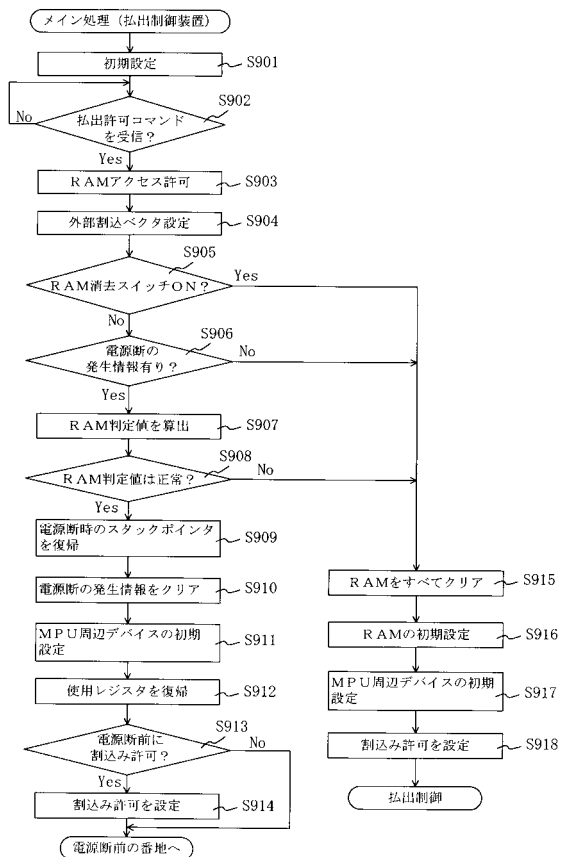 メイン処理（払出制御装置）
初期設定
S901
S902
払出許可コマンド
を受信？
No
Yes
ＲＡＭアクセス許可
S903
外部割込ベクタ設定
S904
S905
ＲＡＭ消去スイッチＯＮ？
Yes
No
S906
電源断の
発生情報有り？
No
Yes
ＲＡＭ判定値を算出
S907
S908
ＲＡＭ判定値は正常？
No
Yes
電源断時のスタックポインタ
を復帰
S909
電源断の発生情報をクリア
S910
ＭＰＵ周辺デバイスの初期
設定
S911
使用レジスタを復帰
S912
S913
電源断前に
割込み許可？
No
Yes
割込み許可を設定
S914
電源断前の番地へ
ＲＡＭをすべてクリア
S915
ＲＡＭの初期設定
S916
ＭＰＵ周辺デバイスの初期
設定
S917
割込み許可を設定
S918
払出制御